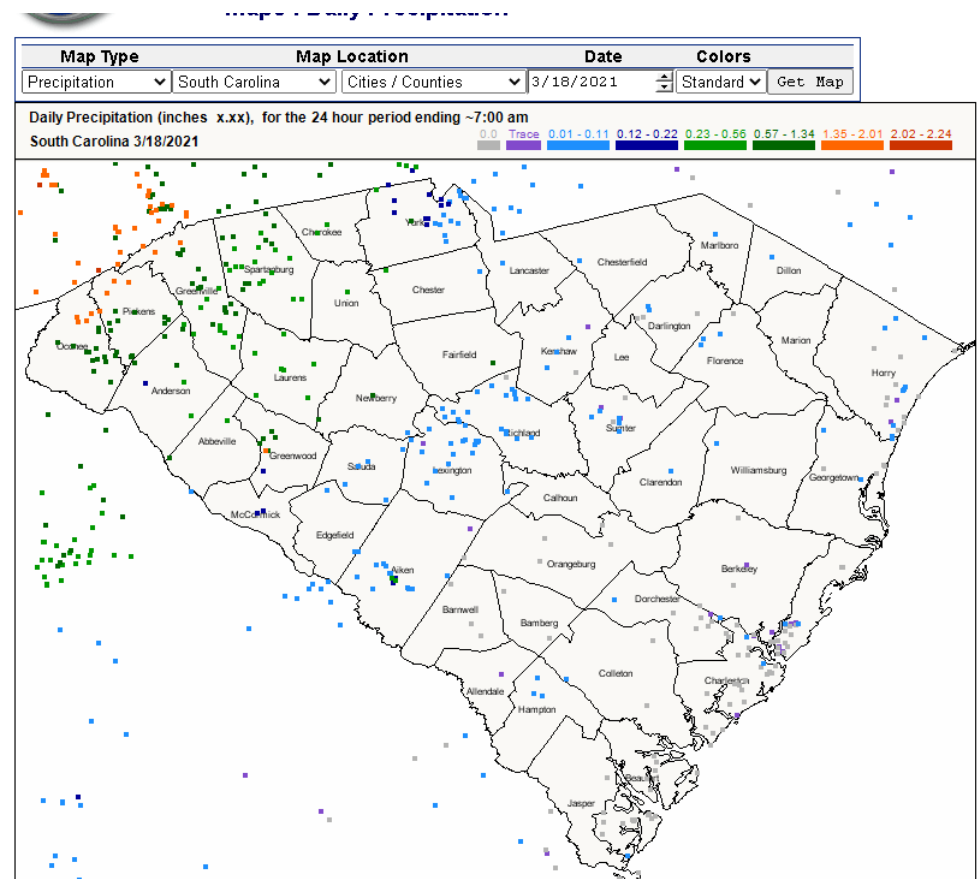 Maps : Daily Precipitation
Map Type Map Location Date Colors
Precipitation South Carolina Cities / Counties 3/18/2021 Standard Get Map
Daily Precipitation (inches x.xx), for the 24 hour period ending ~7:00 am
South Carolina 3/18/2021
0.0 Trace 0.01 - 0.11 0.12 - 0.22 0.23 - 0.56 0.57 - 1.34 1.35 - 2.01 2.02 - 2.24
York
Cherokee
Marlboro
Spartanburg
Lancaster
Chesterfield
Dillon
Greenville
Chester
Union
Pickens
Darlington
Marion
Oconee
Fairfield
Kershaw
Lee
Florence
Horry
Laurens
Anderson
Newberry
Abbeville
Richland
Sumter
Greenwood
Saluda
Lexington
Williamsburg
Georgetown
Clarendon
Calhoun
McCormick
Edgefield
Orangeburg
Berkeley
Aiken
Dorchester
Barnwell
Bamberg
Colleton
Charleston
Allendale
Hampton
Beaufort
Jasper